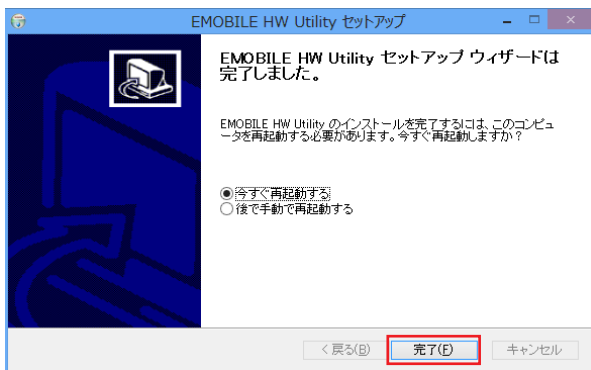 EMOBILE HW Utility セットアップ
EMOBILE HW Utility セットアップ ウィザードは
完了しました。
EMOBILE HW Utility のインストールを完了するには、このコンピュ
ータを再起動する必要があります。今すぐ再起動しますか？
今すぐ再起動する
後で手動で再起動する
< 戻る(B)
完了(F)
キャンセル